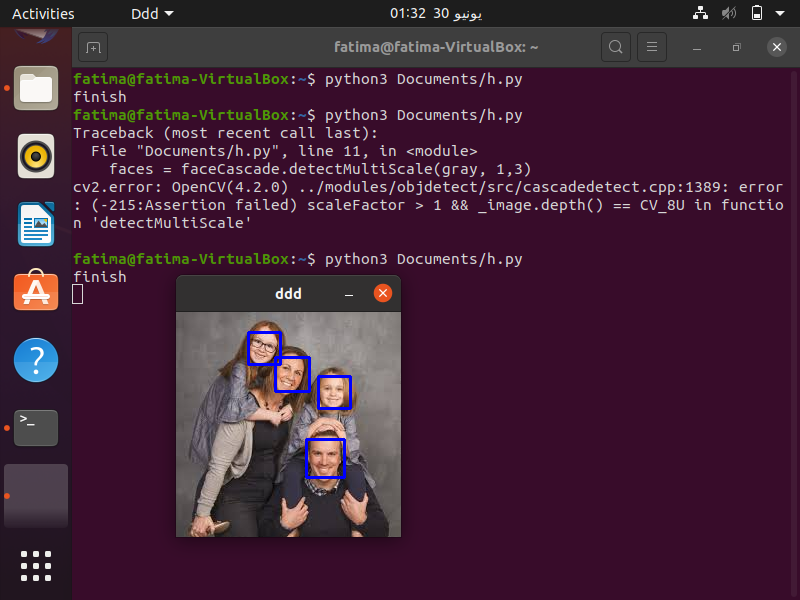 Activities
Ddd
01:32 30 يونيو
fatima@fatima-VirtualBox: ~
fatima@fatima-VirtualBox:~$ python3 Documents/h.py
finish
fatima@fatima-VirtualBox:~$ python3 Documents/h.py
Traceback (most recent call last):
  File "Documents/h.py", line 11, in <module>
    faces = faceCascade.detectMultiScale(gray, 1,3)
cv2.error: OpenCV(4.2.0) ../modules/objdetect/src/cascadedetect.cpp:1389: error
: (-215:Assertion failed) scaleFactor > 1 && _image.depth() == CV_8U in functio
n 'detectMultiScale'
fatima@fatima-VirtualBox:~$ python3 Documents/h.py
finish
ddd